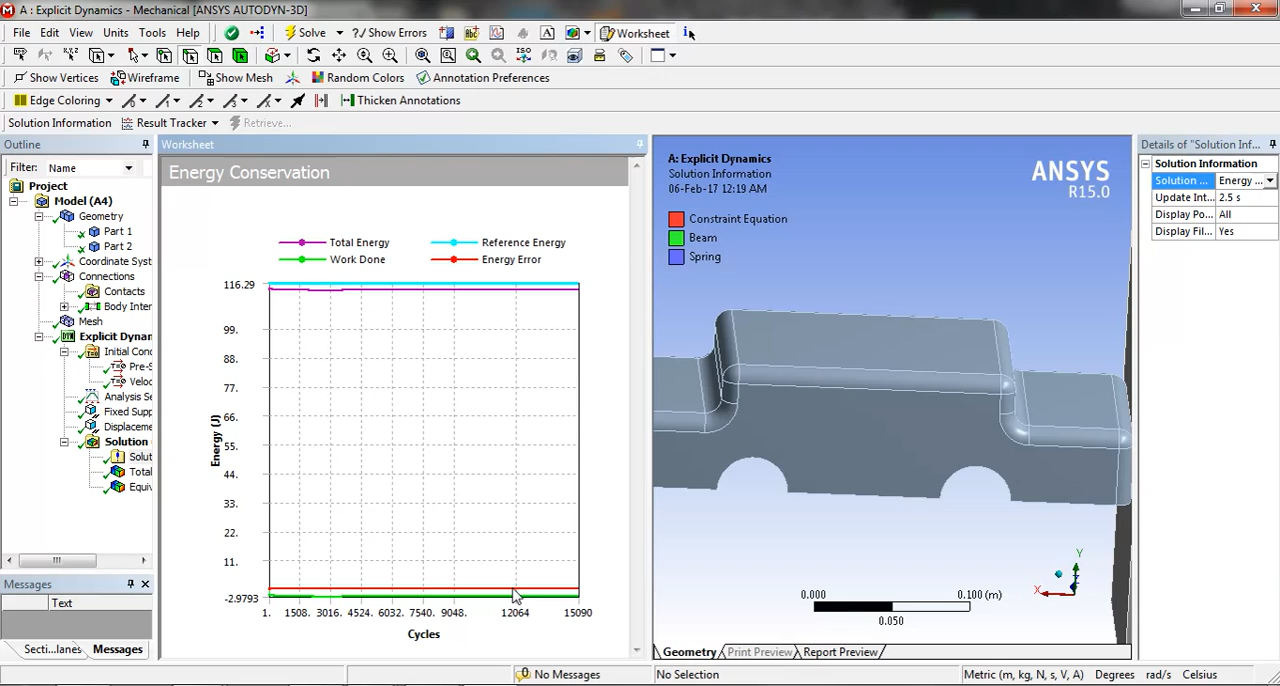 A : Explicit Dynamics - Mechanical [ANSYS AUTODYN-3D]
File Edit View Units Tools Help Solve ?/ Show Errors Worksheet
Show Vertices Wireframe Show Mesh Random Colors Annotation Preferences
Edge Coloring Thicken Annotations
Solution Information Result Tracker Retrieve...
Outline
Filter: Name
Project
Model (A4)
Geometry
Part 1
Part 2
Coordinate Syst
Connections
Contacts
Body Inter
Mesh
Explicit Dynam
Initial Conc
Pre-S
Veloc
Analysis Se
Fixed Supp
Displaceme
Solution
Solut
Total
Equiv
Messages
Text
Section Planes
Messages
Worksheet
Energy Conservation
Total Energy Reference Energy
Work Done Energy Error
116.29
99.
88.
77.
66.
55.
44.
33.
22.
11.
-2.9793
Energy (J)
1. 1508. 3016. 4524. 6032. 7540. 9048. 12064 15090
Cycles
A: Explicit Dynamics
Solution Information
06-Feb-17 12:19 AM
Constraint Equation
Beam
Spring
ANSYS
R15.0
Y
X
Z
0.000 0.100 (m)
0.050
Geometry Print Preview Report Preview
Details of "Solution Inf...
Solution Information
Solution ... Energy ...
Update Int... 2.5 s
Display Po... All
Display Fil... Yes
No Messages No Selection Metric (m, kg, N, s, V, A) Degrees rad/s Celsius